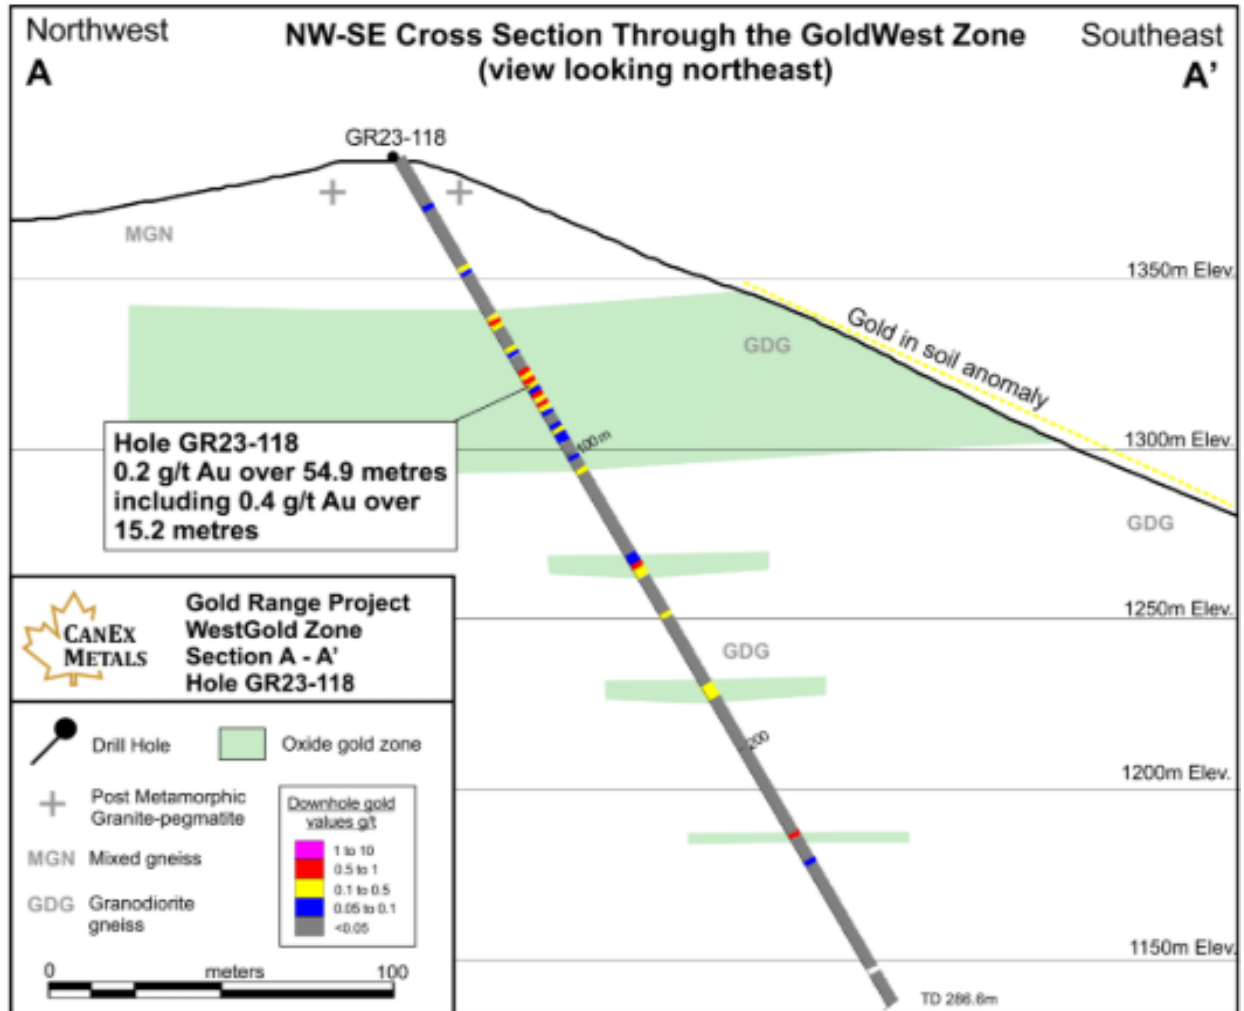 Northwest
NW-SE Cross Section Through the GoldWest Zone
Southeast
A
(view looking northeast)
A'
GR23-118
MGN
1350m Elev.
GDG
Gold in soil anomaly
Hole GR23-118
0.2 g/t Au over 54.9 metres
including 0.4 g/t Au over
15.2 metres
100m
1300m Elev.
GDG
1250m Elev.
GDG
200
1200m Elev.
1150m Elev.
TD 286.6m
CANEX
METALS
Gold Range Project
WestGold Zone
Section A - A'
Hole GR23-118
Drill Hole
Oxide gold zone
Post Metamorphic
Granite-pegmatite
MGN Mixed gneiss
GDG Granodiorite
gneiss
Downhole gold
values g/t
1 to 10
0.5 to 1
0.1 to 0.5
0.05 to 0.1
<0.05
0 meters 100